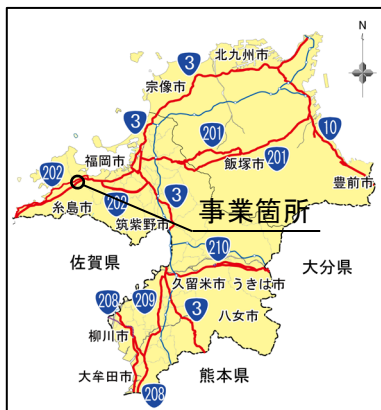 N
北九州市
3
宗像市
3
10
201
福岡市
飯塚市
201
202
豊前市
糸島市
202
3
筑紫野市
事業箇所
210
佐賀県
大分県
久留米市
うきは市
208
209
3
八女市
柳川市
大牟田市
熊本県
208